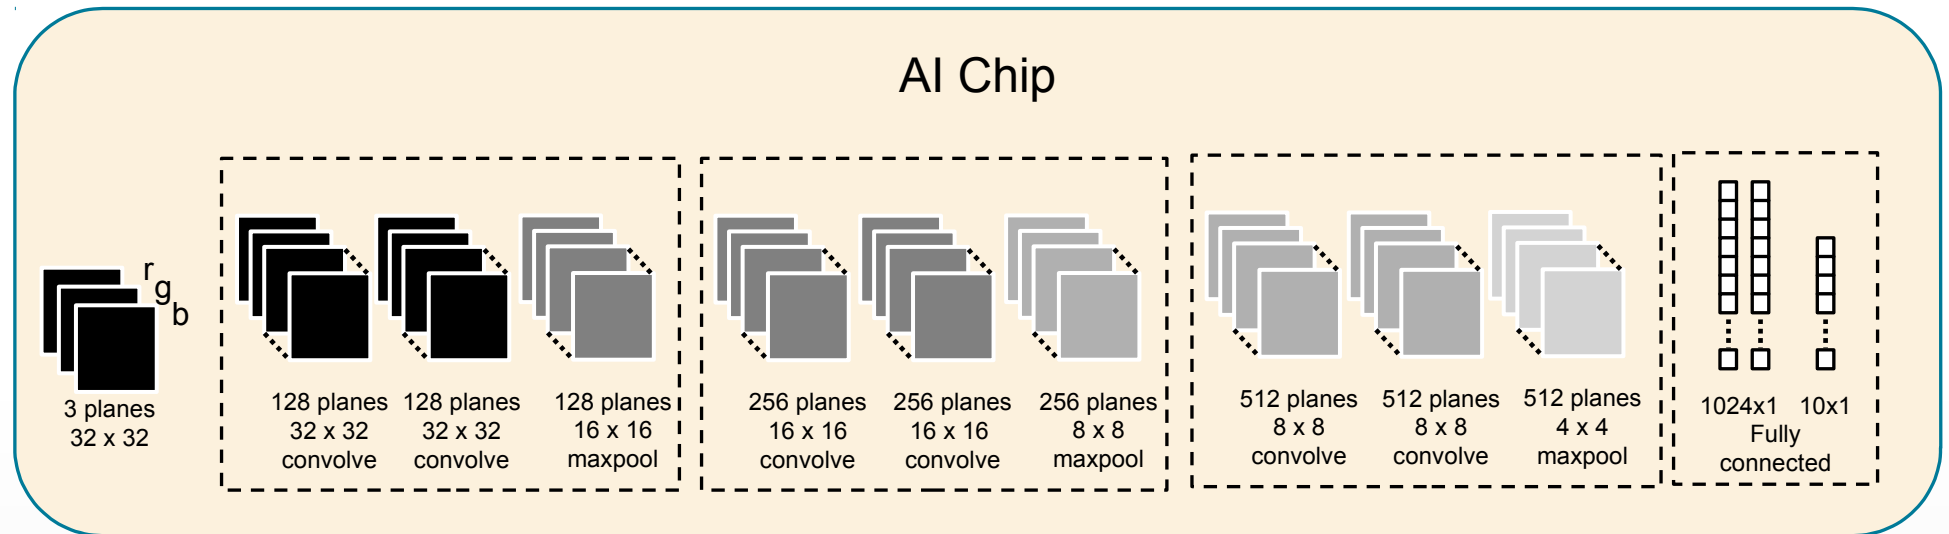 AI Chip
r
g
b
3 planes
32 x 32
128 planes
32 x 32
convolve
128 planes
32 x 32
convolve
128 planes
16 x 16
maxpool
256 planes
16 x 16
convolve
256 planes
16 x 16
convolve
256 planes
8 x 8
maxpool
512 planes
8 x 8
convolve
512 planes
8 x 8
convolve
512 planes
4 x 4
maxpool
1024x1
10x1
Fully
connected